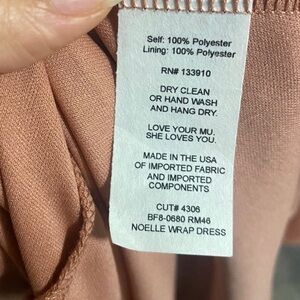 Self: 100% Polyester
Lining: 100% Polyester
RN# 133910
DRY CLEAN
OR HAND WASH
AND HANG DRY.
LOVE YOUR MU.
SHE LOVES YOU.
MADE IN THE USA
OF IMPORTED FABRIC
AND IMPORTED
COMPONENTS
CUT# 4306
BF8-0680 RM46
NOELLE WRAP DRESS